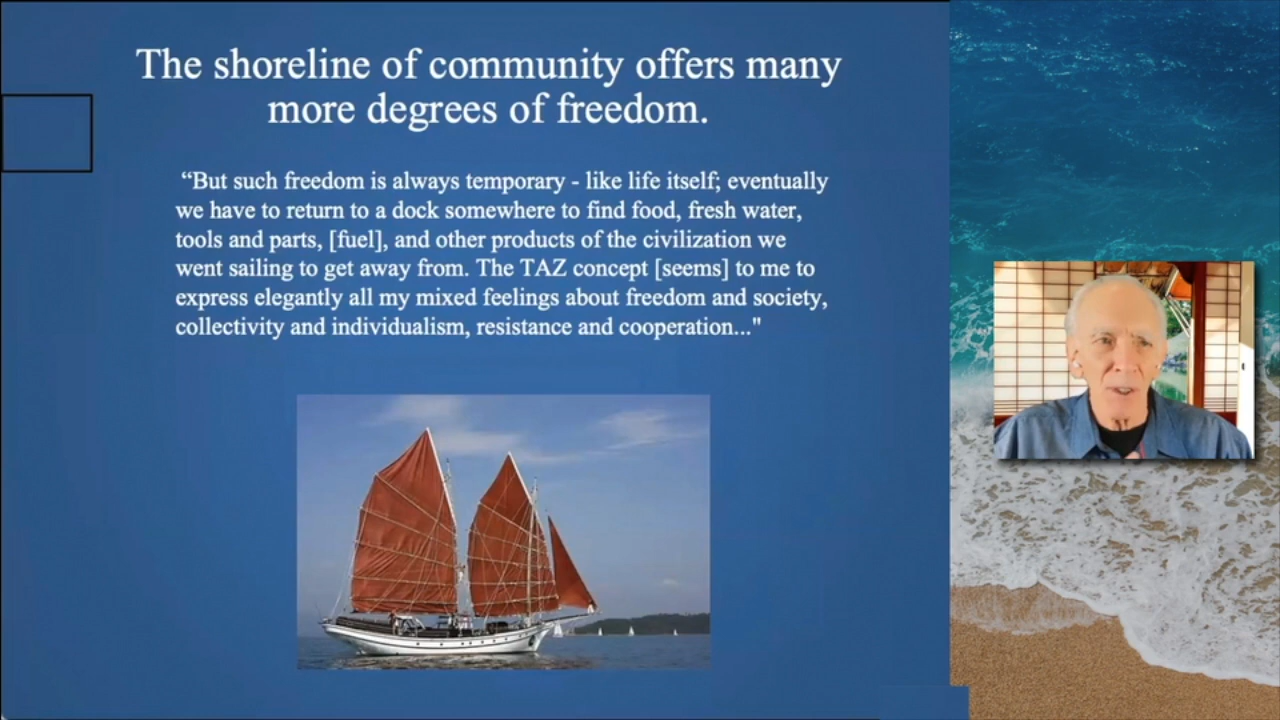 The shoreline of community offers many
more degrees of freedom.
“But such freedom is always temporary - like life itself; eventually
we have to return to a dock somewhere to find food, fresh water,
tools and parts, [fuel], and other products of the civilization we
went sailing to get away from. The TAZ concept [seems] to me to
express elegantly all my mixed feelings about freedom and society,
collectivity and individualism, resistance and cooperation..."